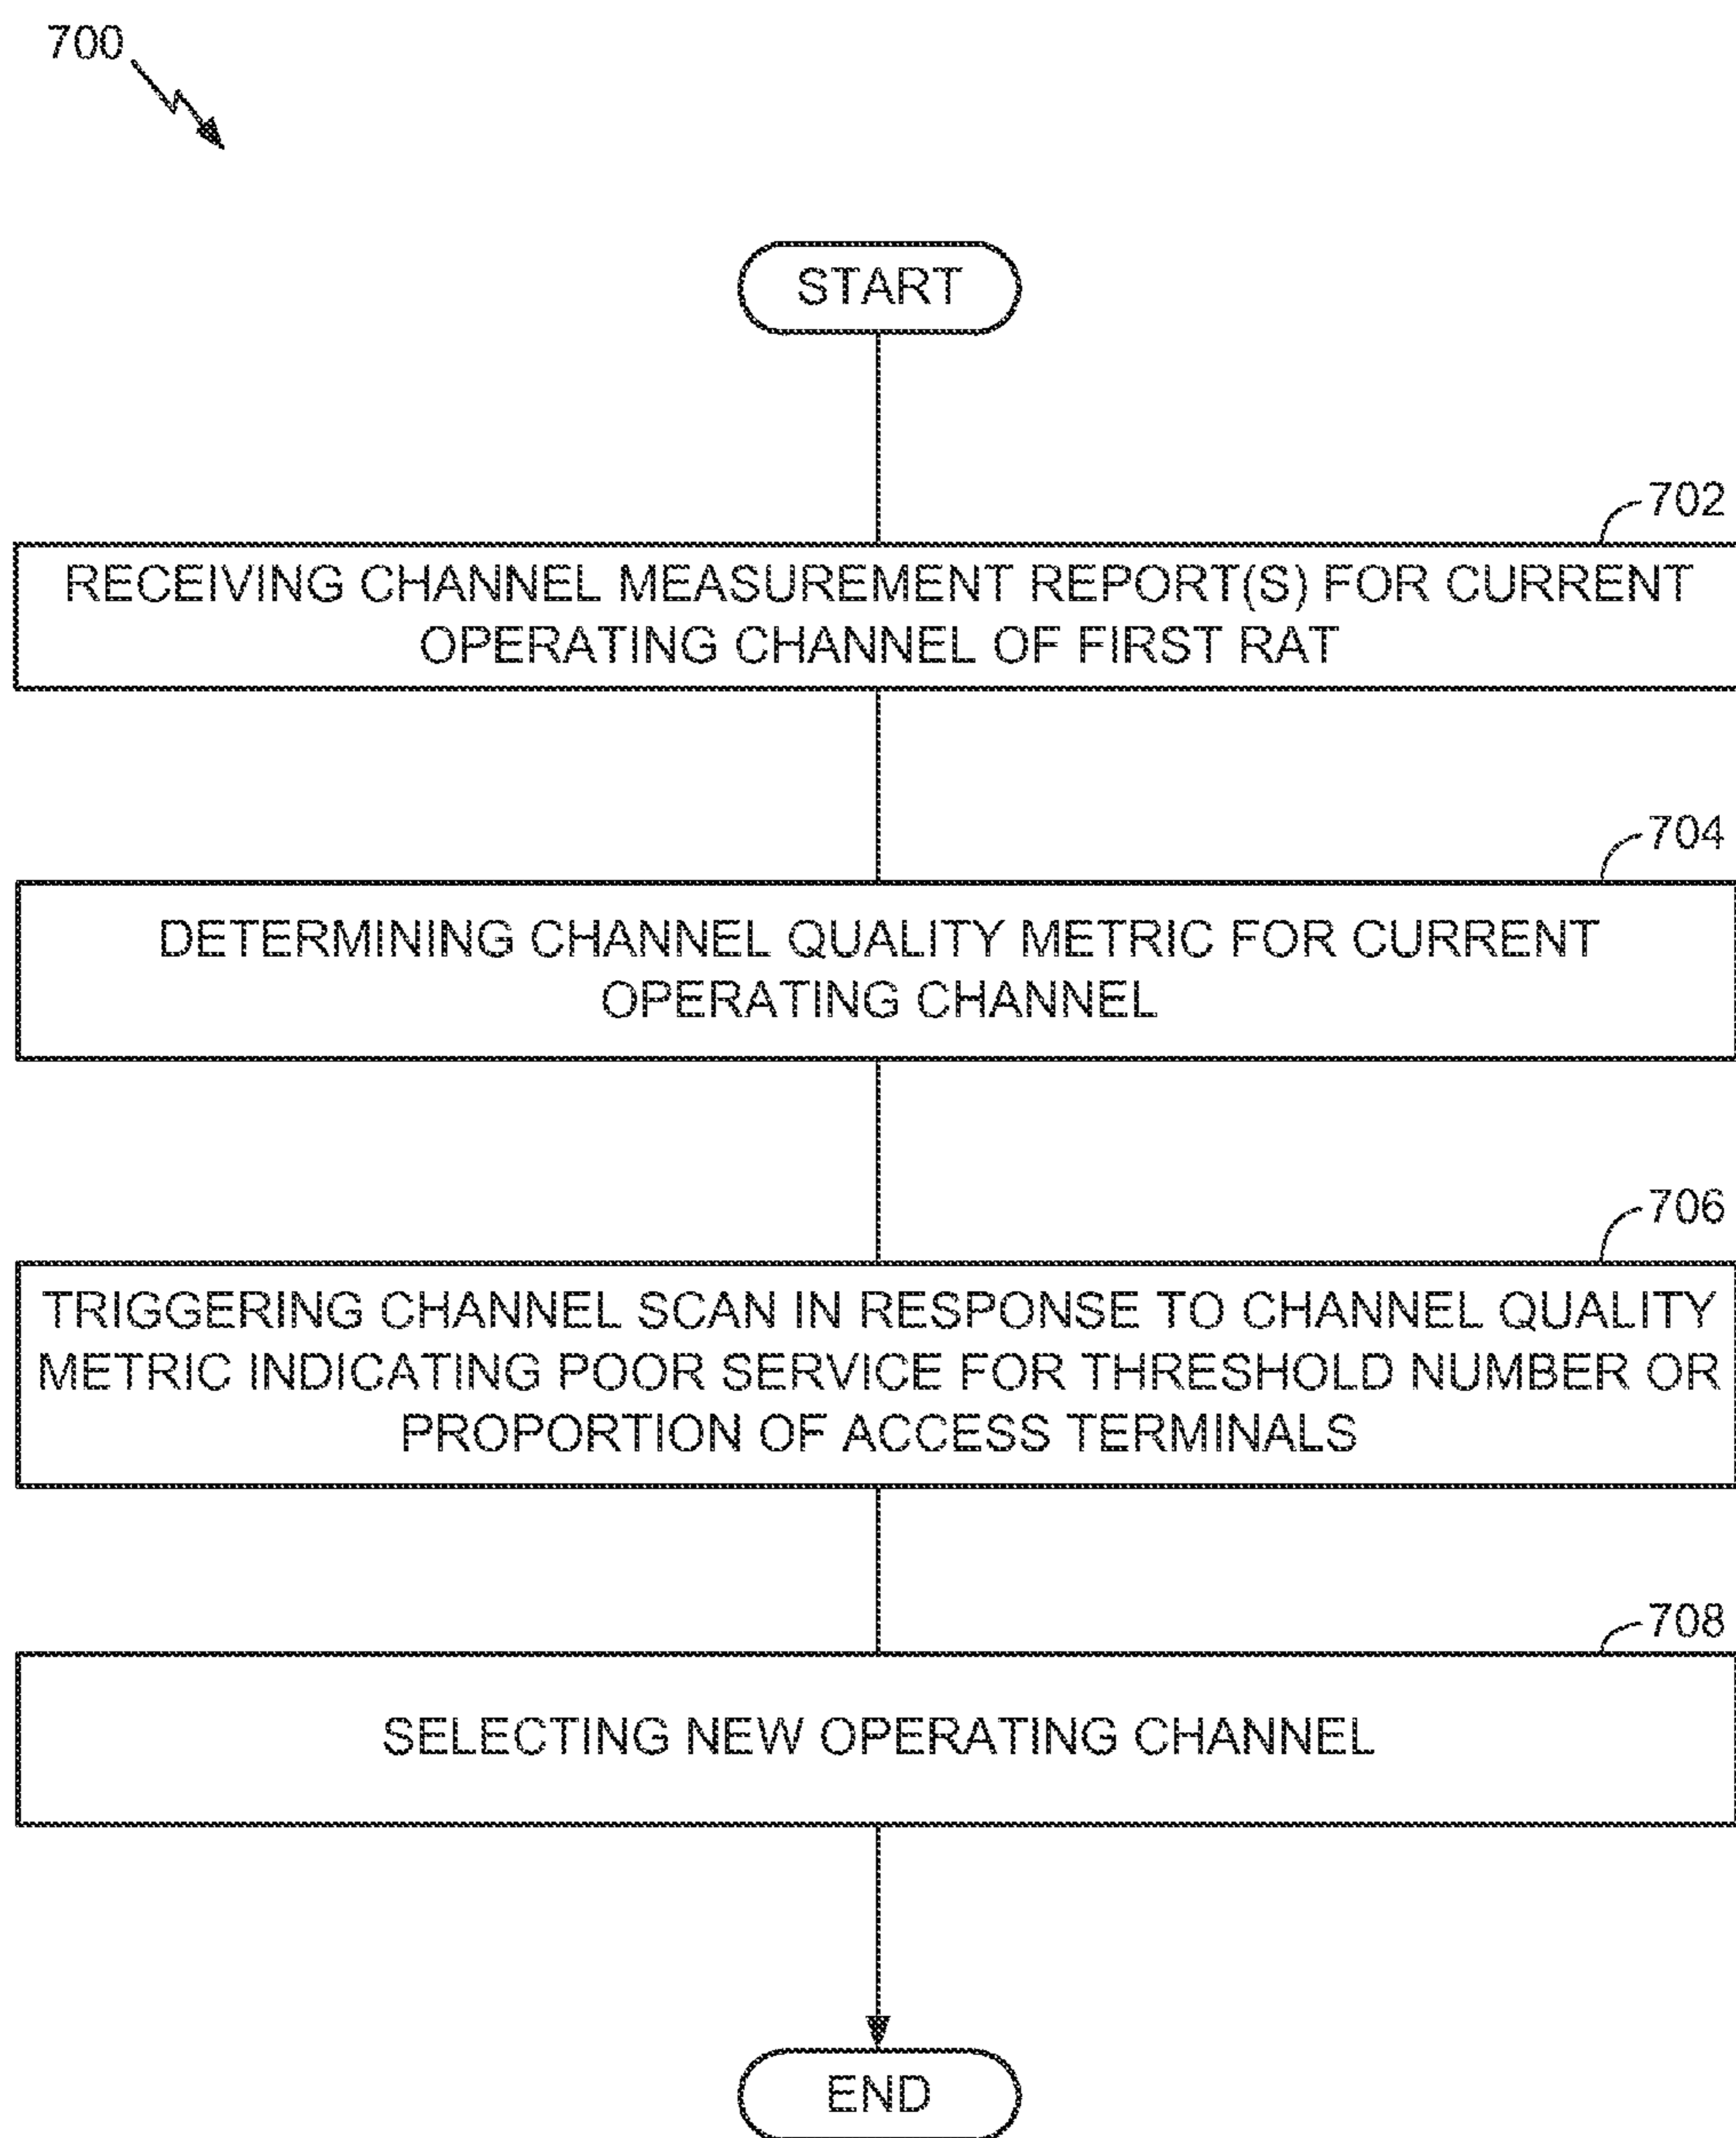 700
START
702
RECEIVING CHANNEL MEASUREMENT REPORT(S) FOR CURRENT
OPERATING CHANNEL OF FIRST RAT
704
DETERMINING CHANNEL QUALITY METRIC FOR CURRENT
OPERATING CHANNEL
706
TRIGGERING CHANNEL SCAN IN RESPONSE TO CHANNEL QUALITY
METRIC INDICATING POOR SERVICE FOR THRESHOLD NUMBER OR
PROPORTION OF ACCESS TERMINALS
708
SELECTING NEW OPERATING CHANNEL
END